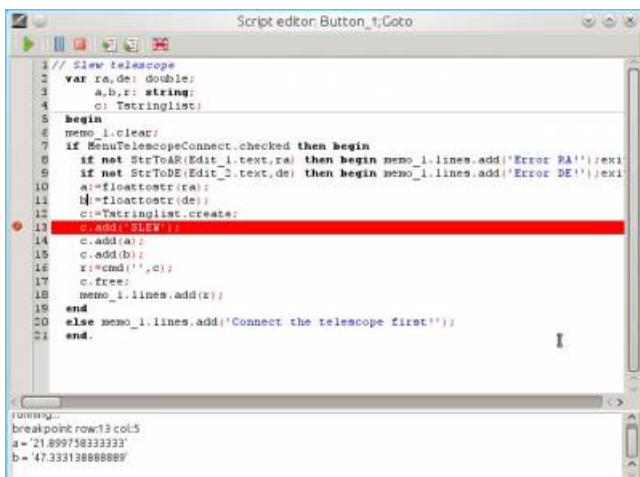 Script editor: Button_1;Goto
1 // Slew telescope
2 var ra,de: double;
3 a,b,r: string;
4 c: Tstringlist;
5 begin
6 memo_1.clear;
7 if MenuTelescopeConnect.checked then begin
8 if not StrToAR(Edit_1.text,ra) then begin memo_1.lines.add('Error RA!');exi
9 if not StrToDE(Edit_2.text,de) then begin memo_1.lines.add('Error DE!');exi
10 a:=floattostr(ra);
11 b:=floattostr(de);
12 c:=Tstringlist.create;
13 c.add('SLEW');
14 c.add(a);
15 c.add(b);
16 r:=cmd('',c);
17 c.free;
18 memo_1.lines.add(r);
19 end
20 else memo_1.lines.add('Connect the telescope first!');
21 end.
running...
breakpoint row:13 col:5
a = '21.899758333333'
b = '47.333138888889'